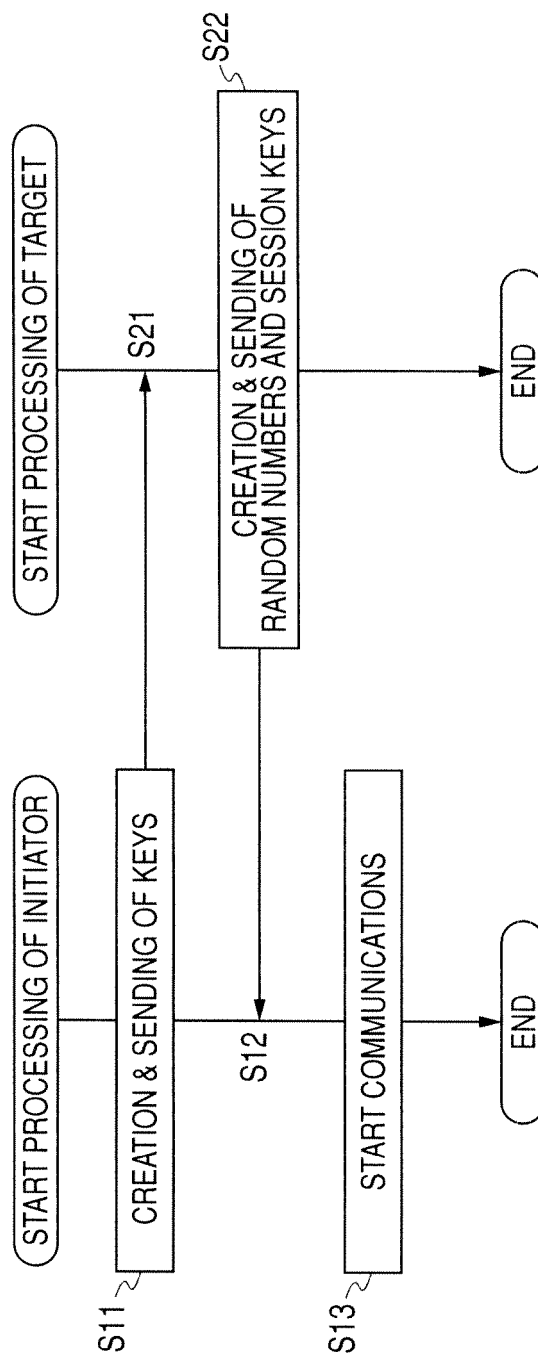 START PROCESSING OF INITIATOR
S11
CREATION & SENDING OF KEYS
S12
S13
START COMMUNICATIONS
END
START PROCESSING OF TARGET
S21
S22
CREATION & SENDING OF
RANDOM NUMBERS AND SESSION KEYS
END